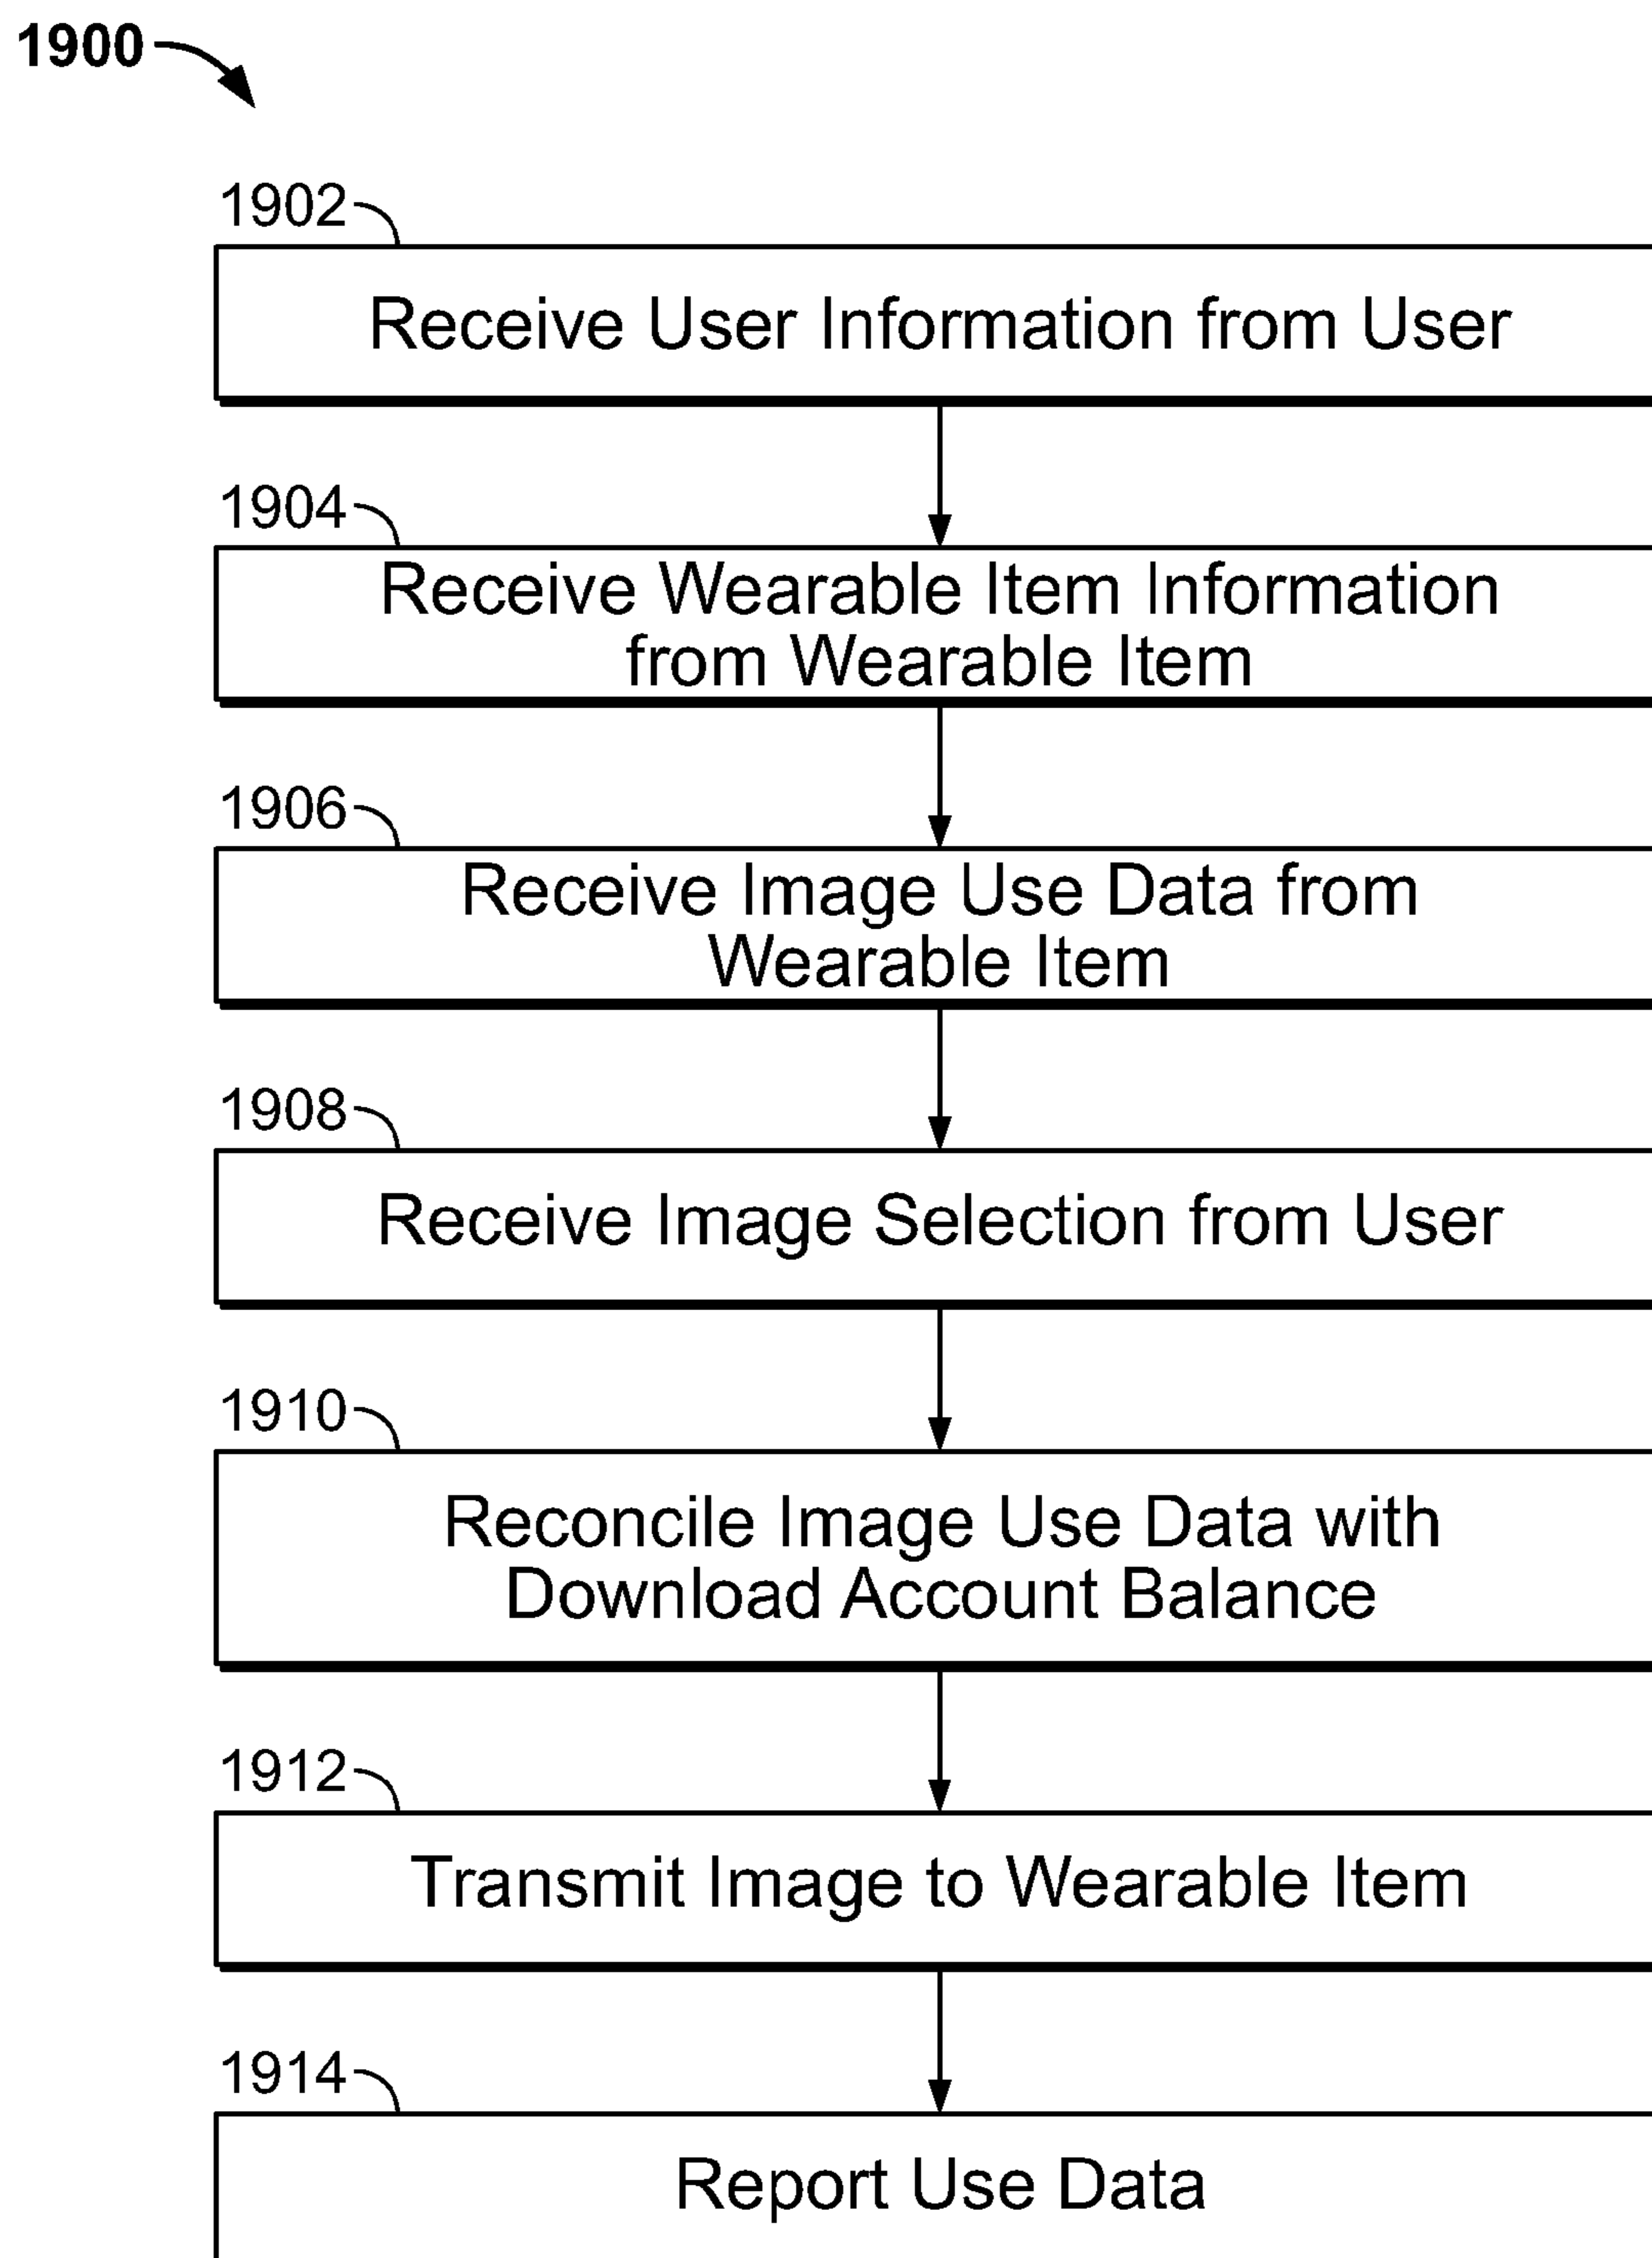 1900
1902
Receive User Information from User
1904
Receive Wearable Item Information
from Wearable Item
1906
Receive Image Use Data from
Wearable Item
1908
Receive Image Selection from User
1910
Reconcile Image Use Data with
Download Account Balance
1912
Transmit Image to Wearable Item
1914
Report Use Data